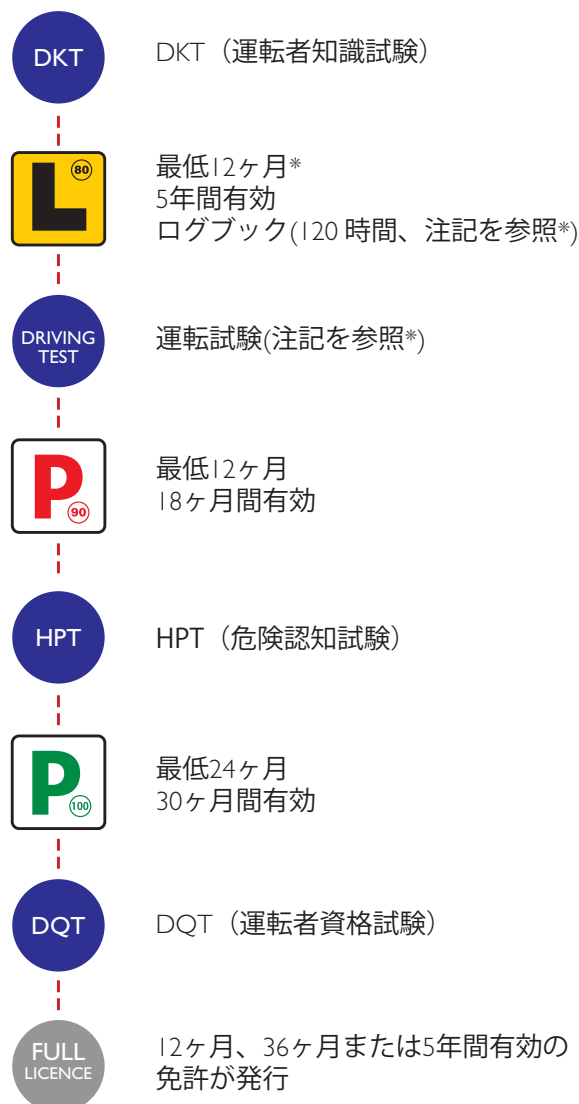 DKT
DKT（運転者知識試験）
L
80
最低12ヶ月*
5年間有効
ログブック(120 時間、注記を参照*)
DRIVING
TEST
運転試験(注記を参照*)
P
90
最低12ヶ月
18ヶ月間有効
HPT
HPT（危険認知試験）
P
100
最低24ヶ月
30ヶ月間有効
DQT
DQT（運転者資格試験）
FULL
LICENCE
12ヶ月、36ヶ月または5年間有効の
免許が発行